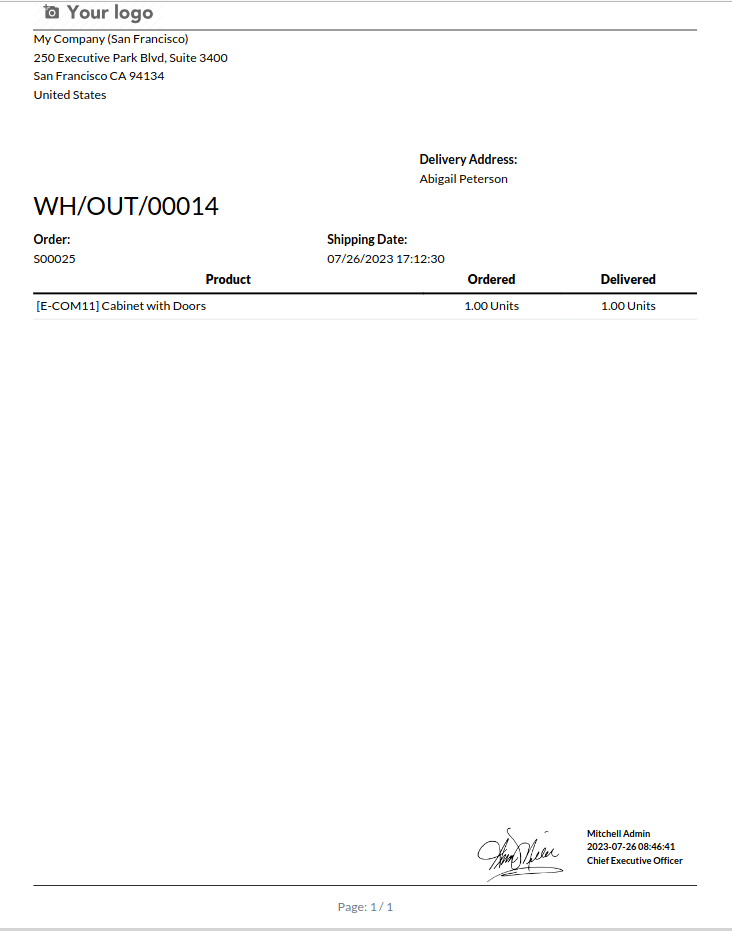 Your logo
My Company (San Francisco)
250 Executive Park Blvd, Suite 3400
San Francisco CA 94134
United States
Delivery Address:
Abigail Peterson
WH/OUT/00014
Order: Shipping Date:
S00025 07/26/2023 17:12:30
Product Ordered Delivered
[E-COM11] Cabinet with Doors 1.00 Units 1.00 Units
Mitchell Admin
2023-07-26 08:46:41
Chief Executive Officer
Page: 1 / 1